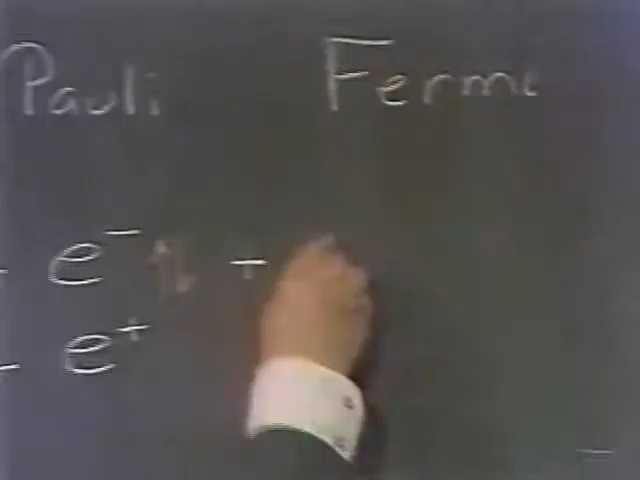 Pauli Fermi
e⁻ +
e⁺